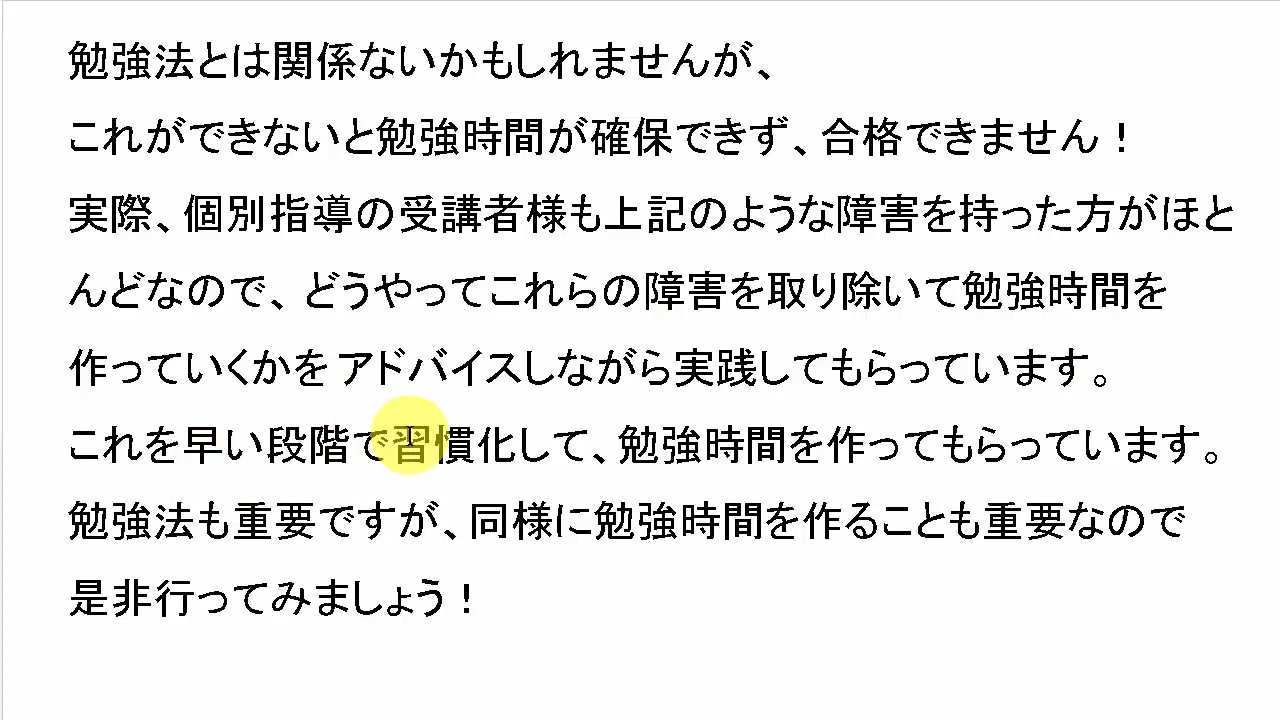 勉強法とは関係ないかもしれませんが、
これができないと勉強時間が確保できず、合格できません！
実際、個別指導の受講者様も上記のような障害を持った方がほと
んどなので、どうやってこれらの障害を取り除いて勉強時間を
作っていくかをアドバイスしながら実践してもらっています。
これを早い段階で習慣化して、勉強時間を作ってもらっています。
勉強法も重要ですが、同様に勉強時間を作ることも重要なので
是非行ってみましょう！